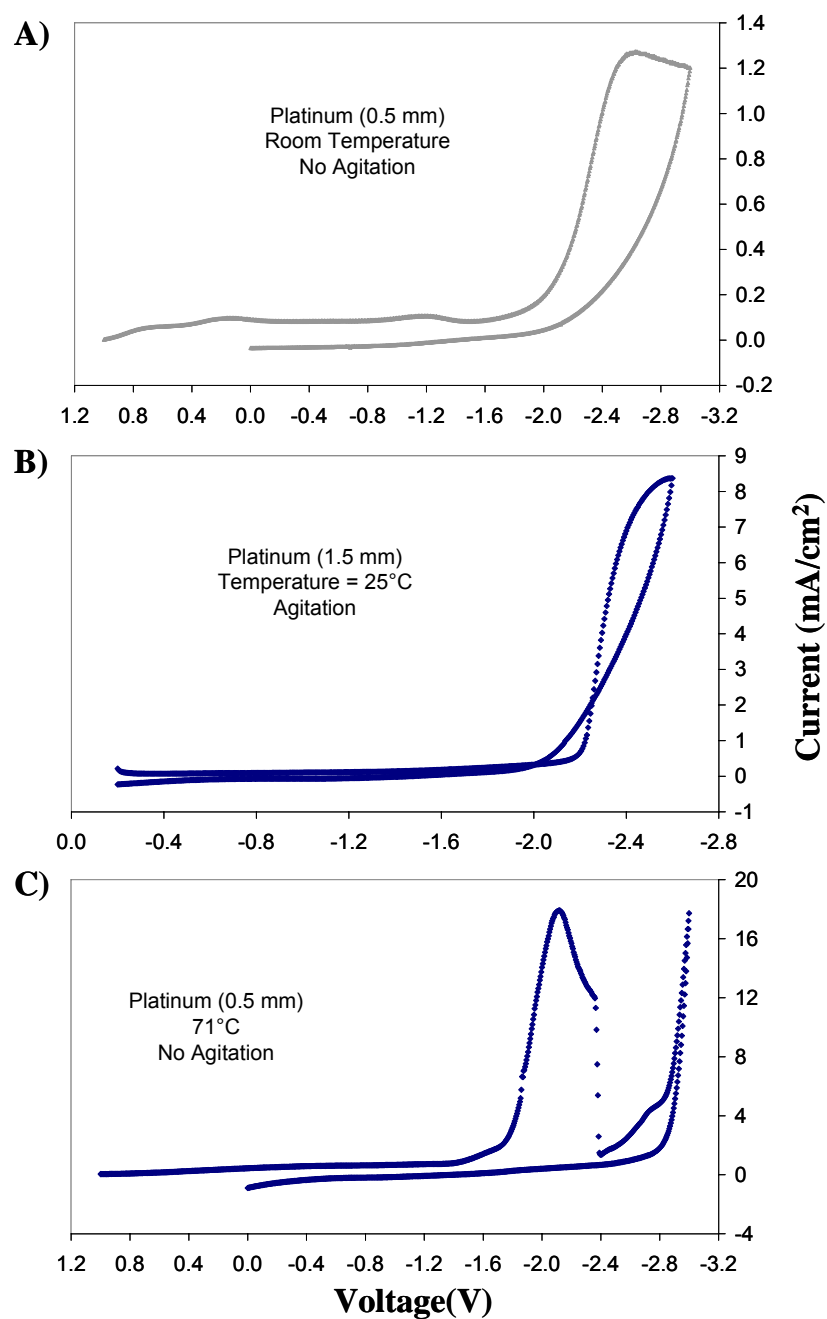 A)
Platinum (0.5 mm)
Room Temperature
No Agitation
1.4
1.2
1.0
0.8
0.6
0.4
0.2
0.0
-0.2
1.2 0.8 0.4 0.0 -0.4 -0.8 -1.2 -1.6 -2.0 -2.4 -2.8 -3.2
B)
Platinum (1.5 mm)
Temperature = 25°C
Agitation
9
8
7
6
5
4
3
2
1
0
-1
0.0 -0.4 -0.8 -1.2 -1.6 -2.0 -2.4 -2.8
Current (mA/cm²)
C)
Platinum (0.5 mm)
71°C
No Agitation
20
16
12
8
4
0
-4
1.2 0.8 0.4 0.0 -0.4 -0.8 -1.2 -1.6 -2.0 -2.4 -2.8 -3.2
Voltage(V)